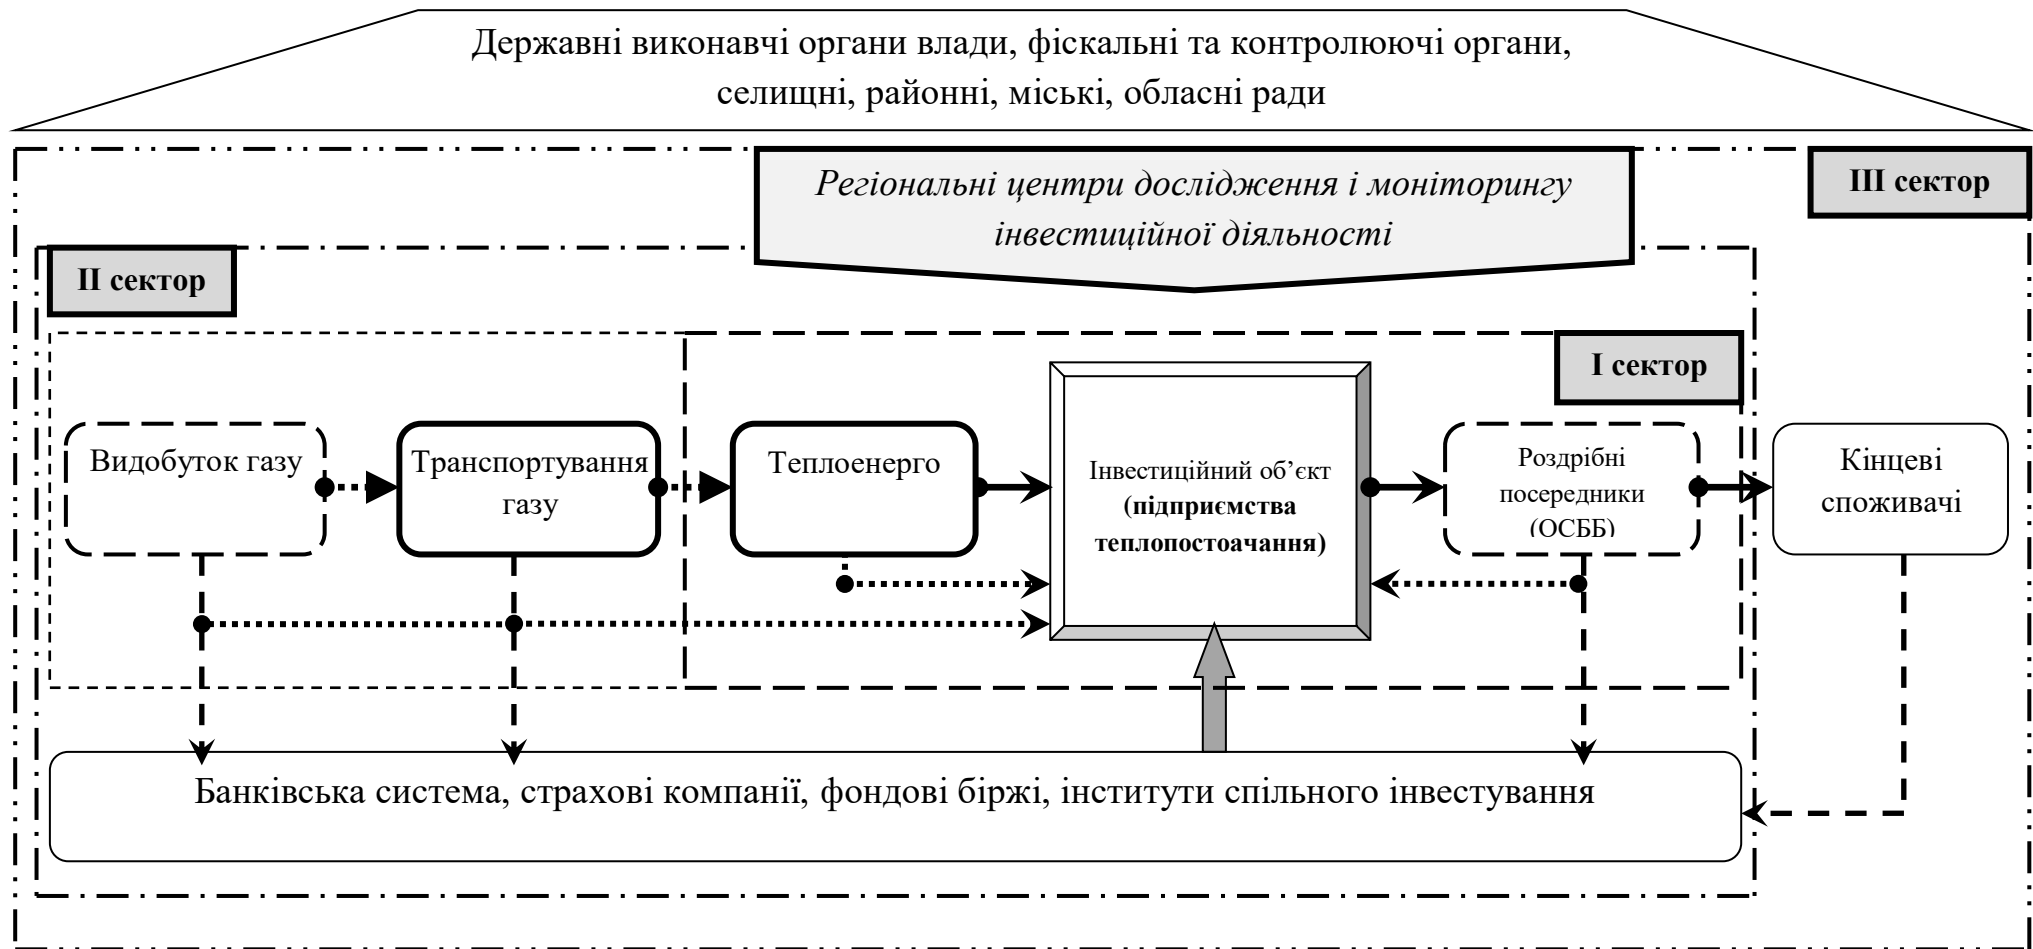 Державні виконавчі органи влади, фіскальні та контролюючі органи,
селищні, районні, міські, обласні ради
Регіональні центри дослідження і моніторингу
інвестиційної діяльності
ІІІ сектор
ІІ сектор
І сектор
Видобуток газу
Транспортування
газу
Теплоенерго
Інвестиційний об’єкт
(підприємства
теплопостоачання)
Роздрібні
посередники
(ОСББ)
Кінцеві
споживачі
Банківська система, страхові компанії, фондові біржі, інститути спільного інвестування